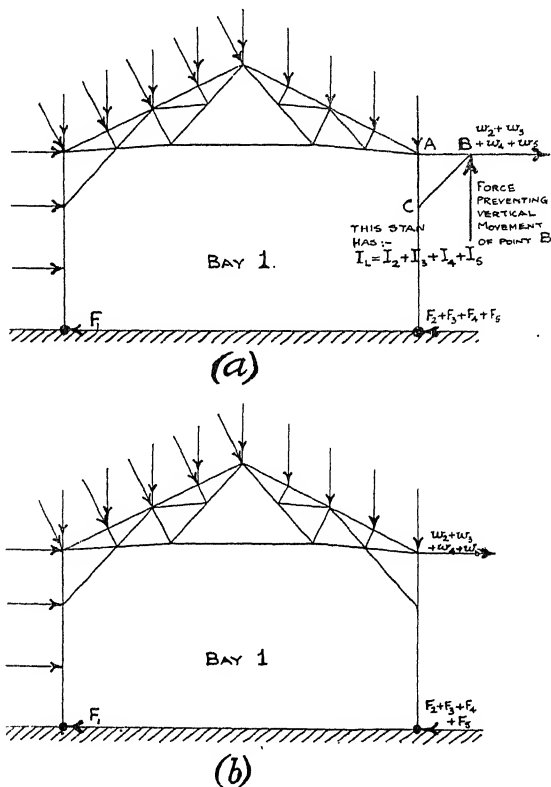 w₂ + w₃
+ w₄ + w₅
A
B
C
FORCE
PREVENTING
VERTICAL
MOVEMENT
OF POINT B
THIS STAN
HAS:-
I_L = I₂ + I₃ + I₄ + I₅
BAY 1.
F₁
F₂ + F₃ + F₄ + F₅
(a)
w₂ + w₃
+ w₄ + w₅
BAY 1
F₁
F₂ + F₃ + F₄
+ F₅
(b)